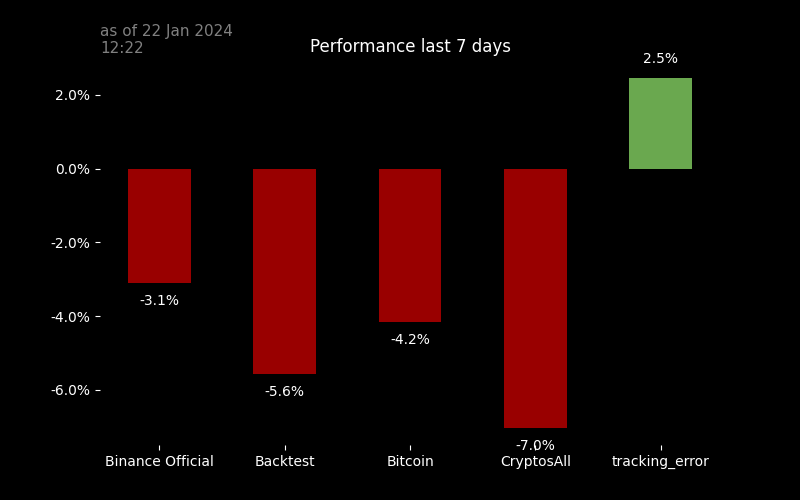 as of 22 Jan 2024
12:22
Performance last 7 days
2.5%
2.0%
0.0%
-2.0%
-4.0%
-6.0%
-3.1%
-5.6%
-4.2%
-7.0%
Binance Official
Backtest
Bitcoin
CryptosAll
tracking_error